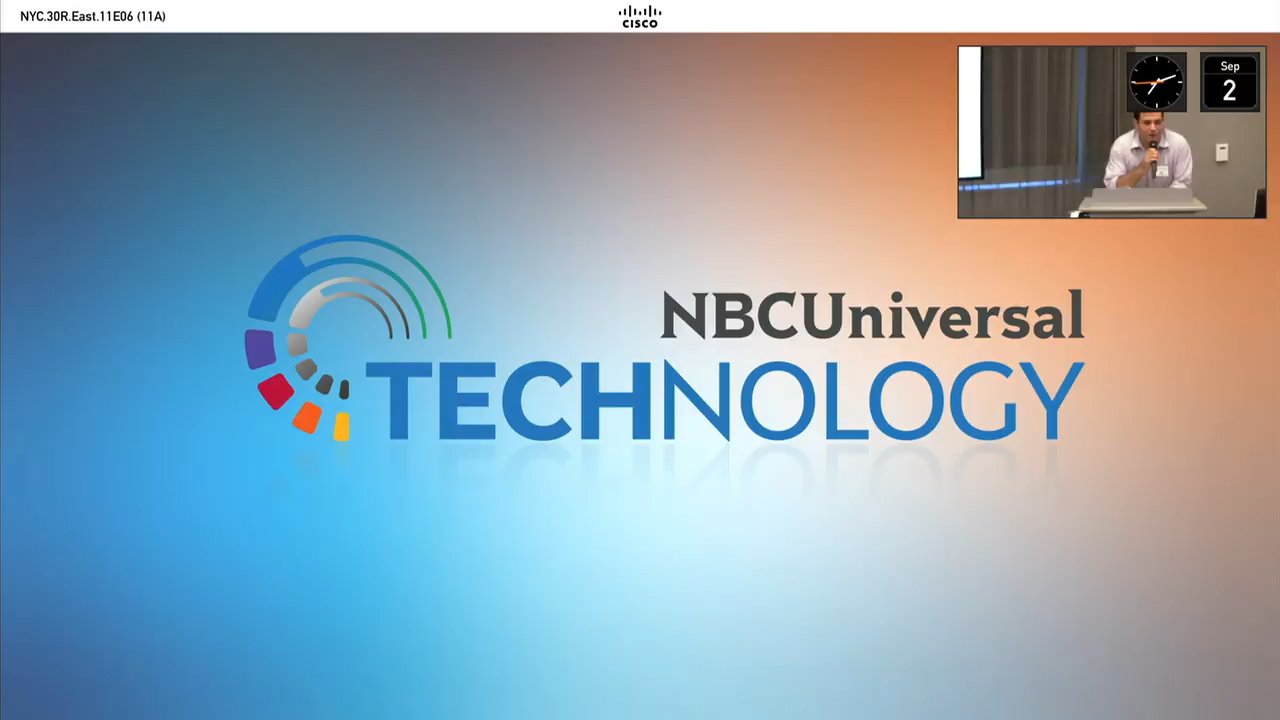 NYC.30R.East.11E06 (11A)
CISCO
Sep
2
NBCUniversal
TECHNOLOGY